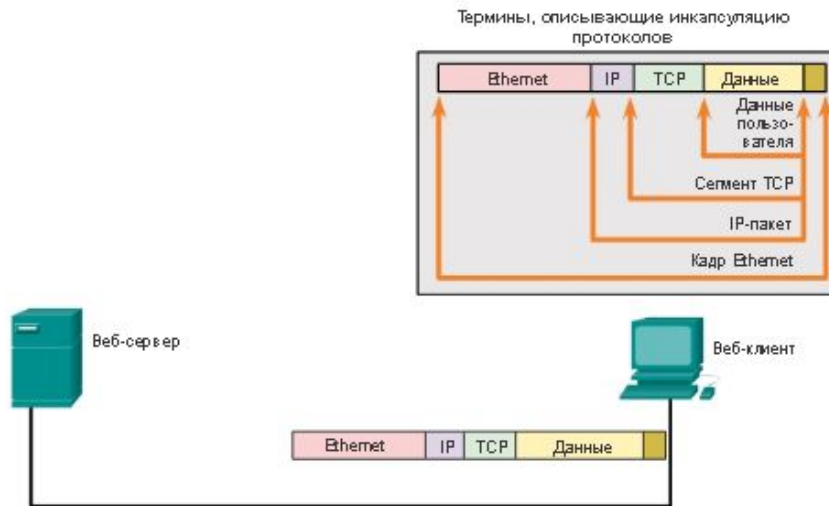 Термины, описывающие инкапсуляцию
протоколов
Ethernet IP TCP Данные
Данные
пользо-
вателя
Сегмент TCP
IP-пакет
Кадр Ethernet
Веб-сервер
Веб-клиент
Ethernet IP TCP Данные